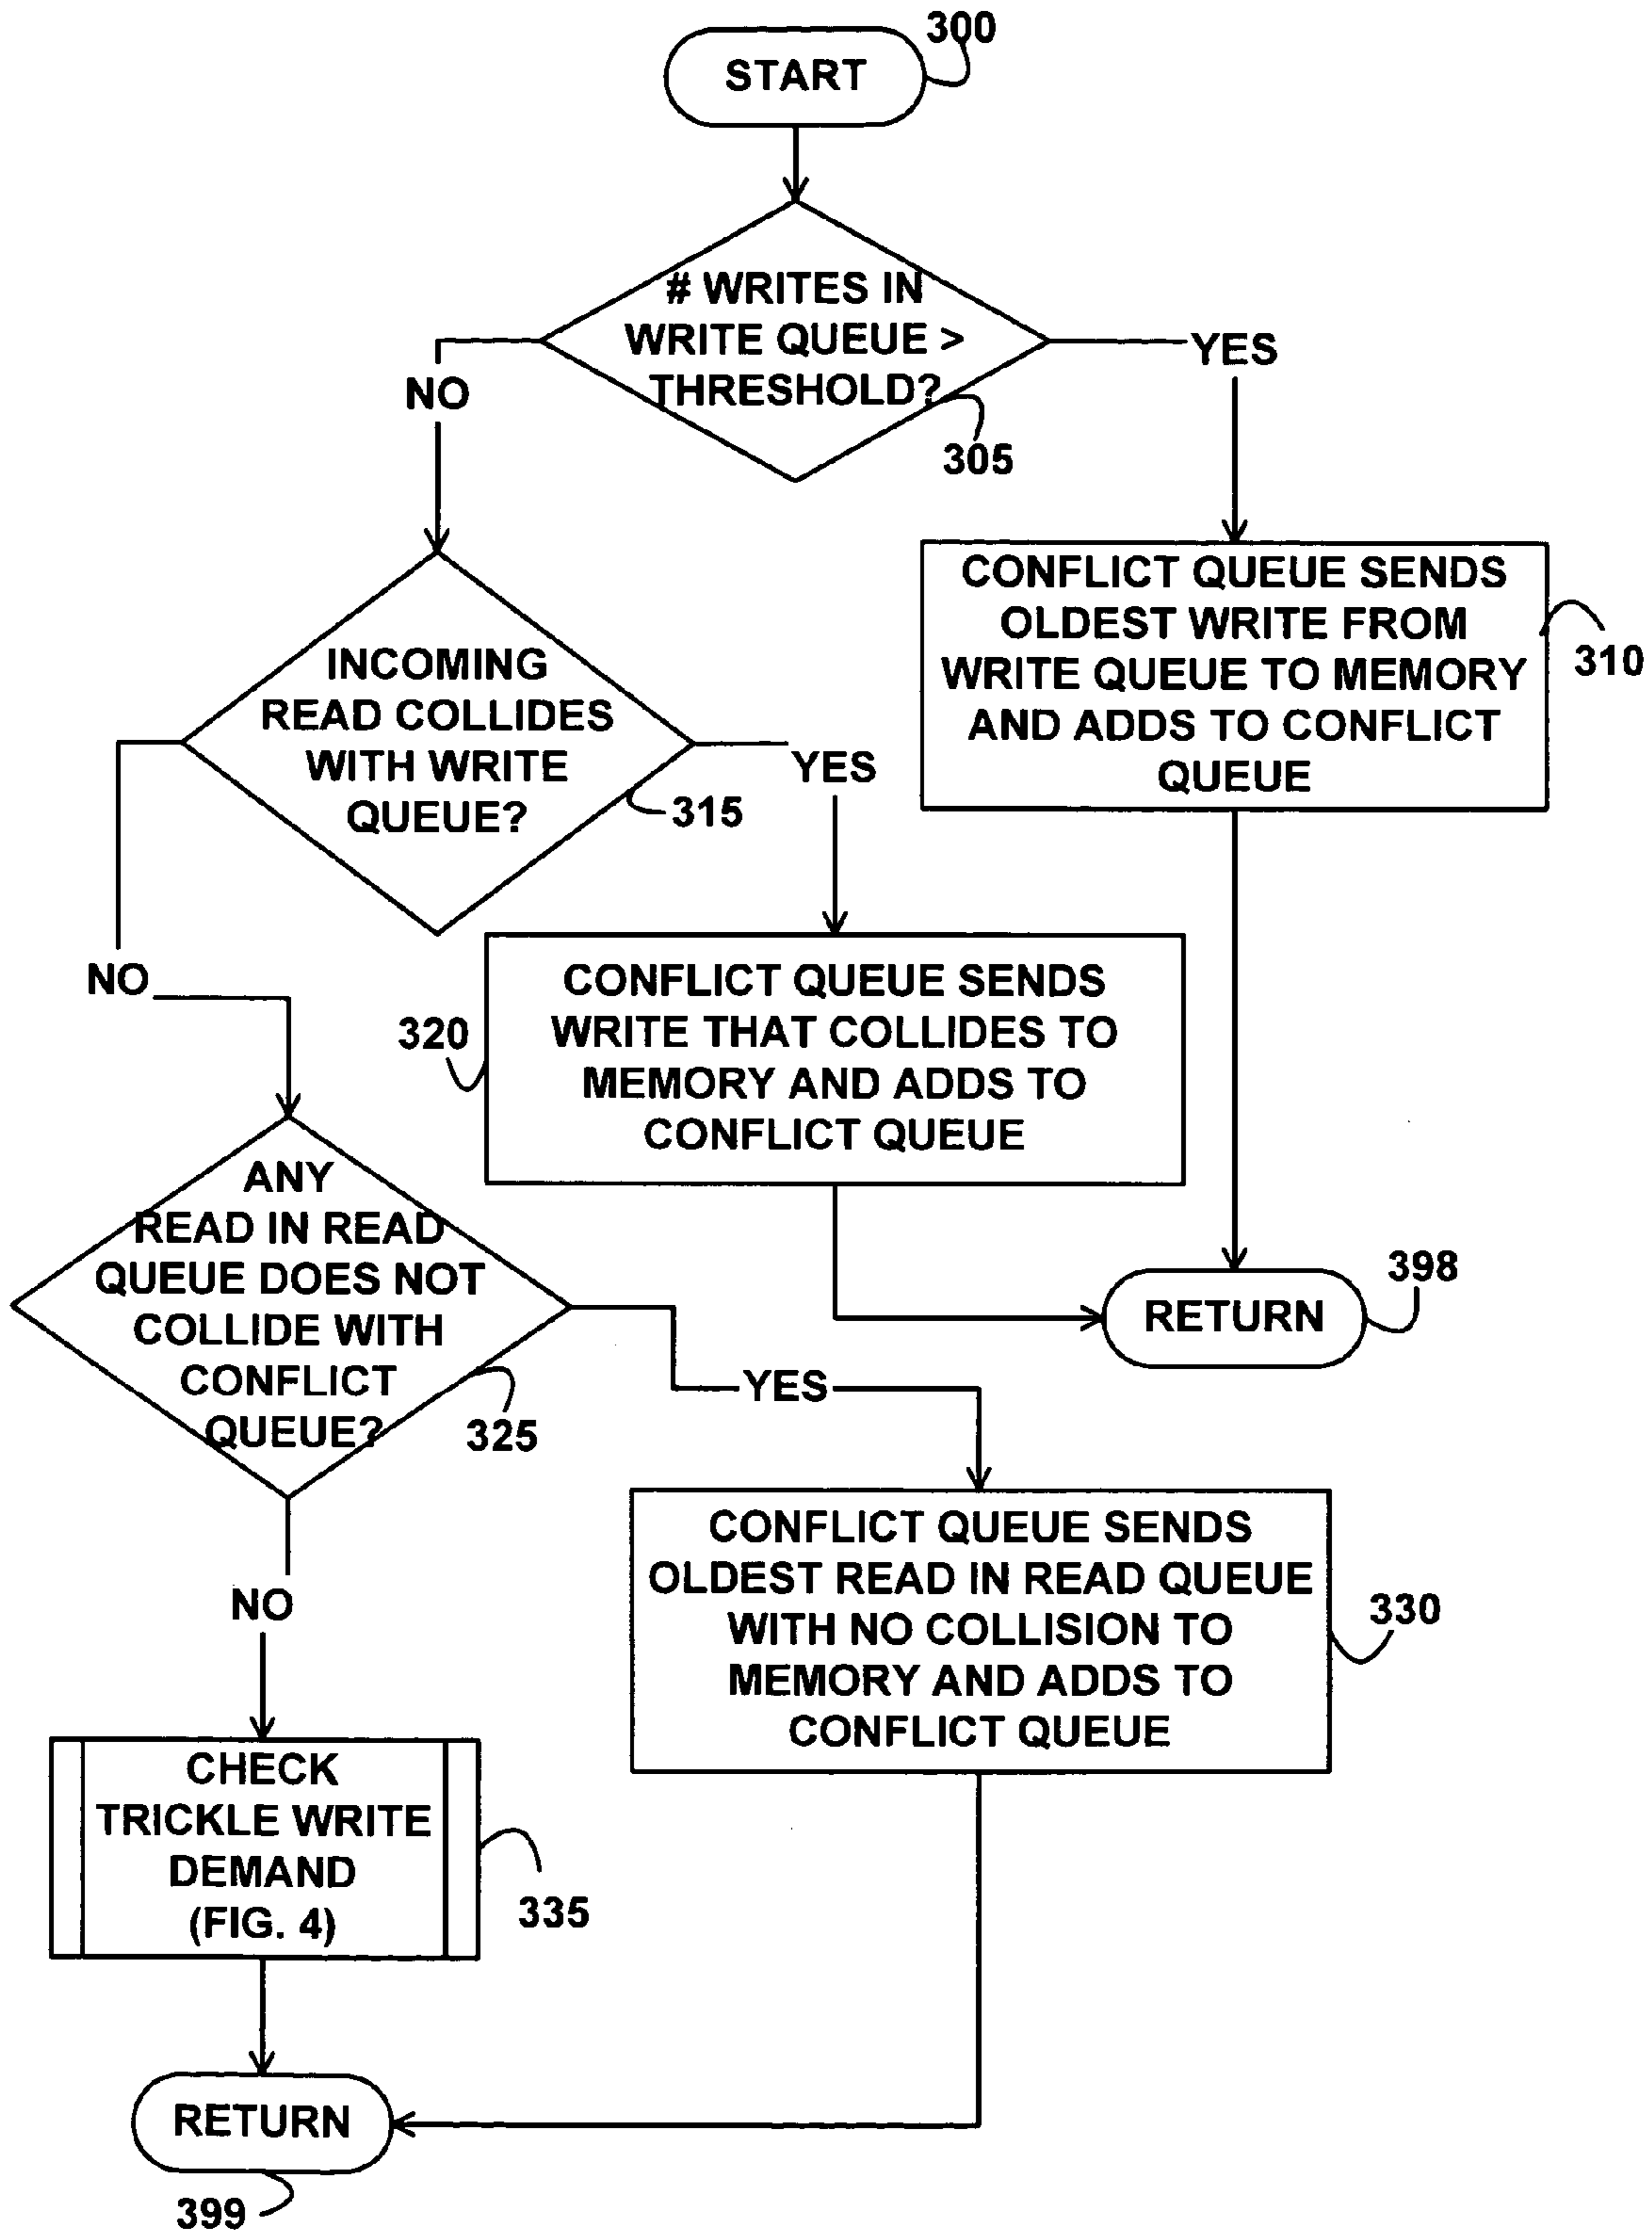 300
START
# WRITES IN
WRITE QUEUE >
THRESHOLD?
305
YES
NO
CONFLICT QUEUE SENDS
OLDEST WRITE FROM
WRITE QUEUE TO MEMORY
AND ADDS TO CONFLICT
QUEUE
310
INCOMING
READ COLLIDES
WITH WRITE
QUEUE?
315
YES
NO
CONFLICT QUEUE SENDS
WRITE THAT COLLIDES TO
MEMORY AND ADDS TO
CONFLICT QUEUE
320
RETURN
398
ANY
READ IN READ
QUEUE DOES NOT
COLLIDE WITH
CONFLICT
QUEUE?
325
YES
NO
CONFLICT QUEUE SENDS
OLDEST READ IN READ QUEUE
WITH NO COLLISION TO
MEMORY AND ADDS TO
CONFLICT QUEUE
330
CHECK
TRICKLE WRITE
DEMAND
(FIG. 4)
335
RETURN
399